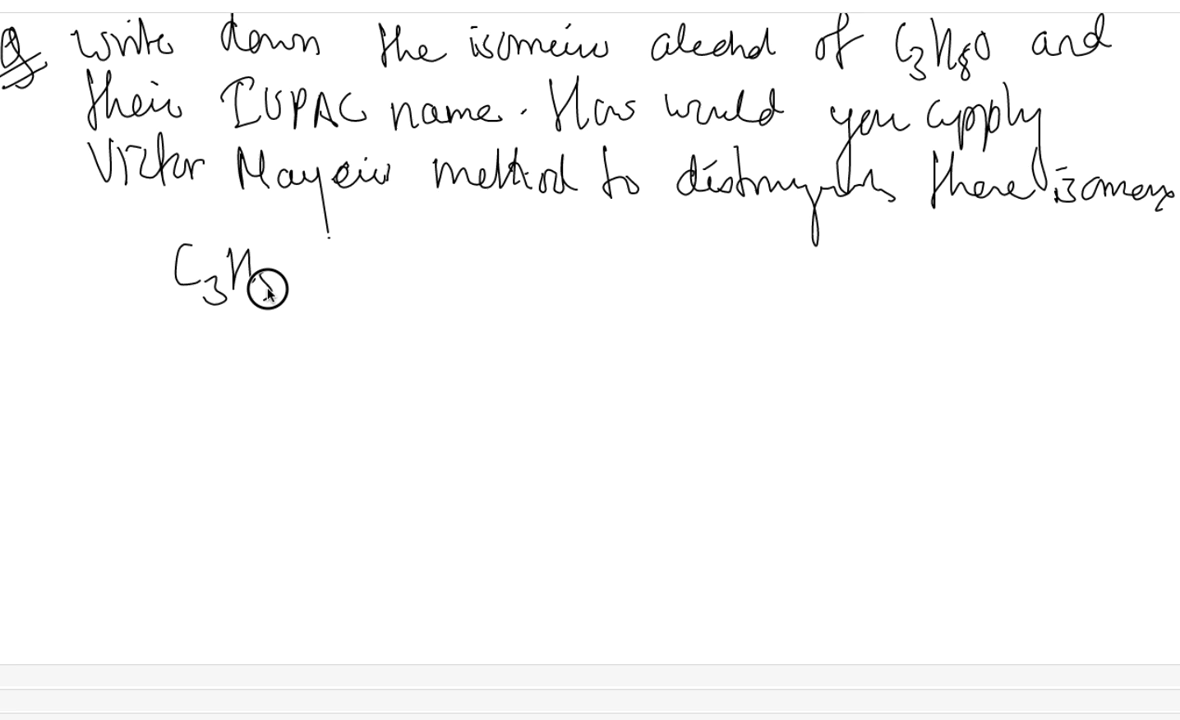 Q Write down the isomeric alcohol of C3H8O and
their IUPAC name. How would you apply
Victor Mayer's method to distinguish these isomers
C3H8